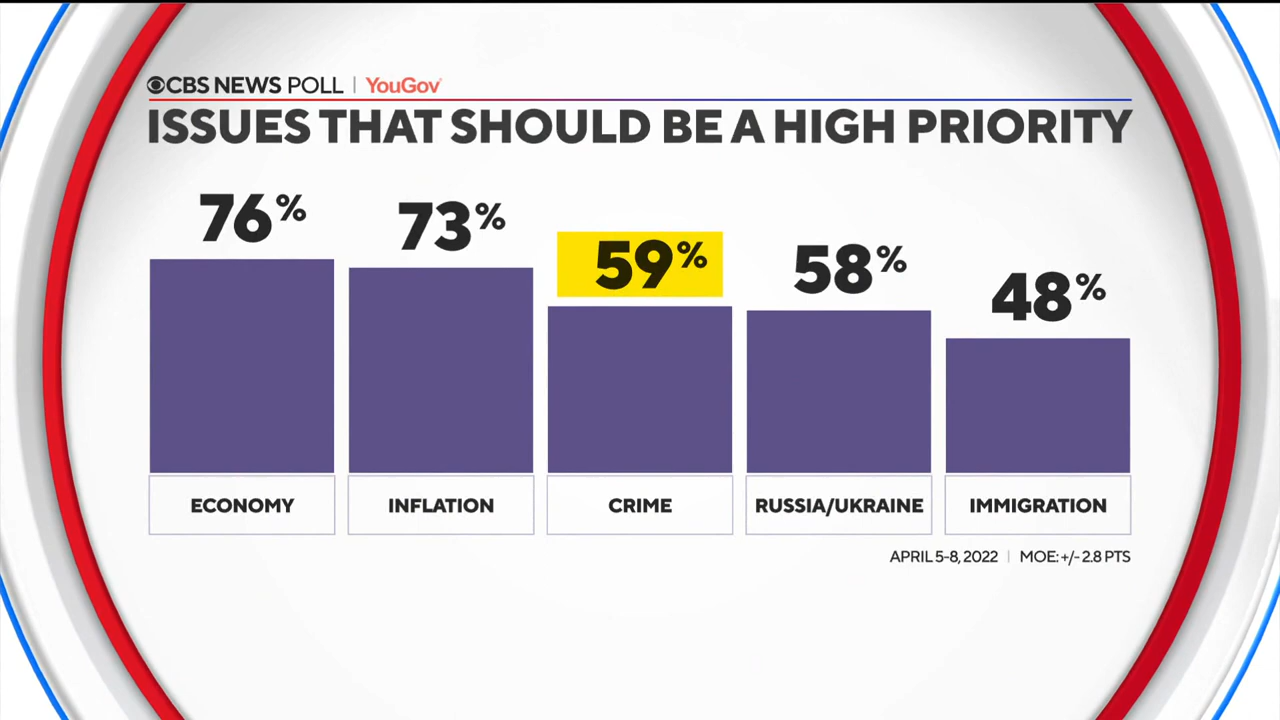 CBS NEWS POLL | YouGov
ISSUES THAT SHOULD BE A HIGH PRIORITY
76% 73% 59% 58% 48%
ECONOMY INFLATION CRIME RUSSIA/UKRAINE IMMIGRATION
APRIL 5-8, 2022 | MOE: +/- 2.8 PTS